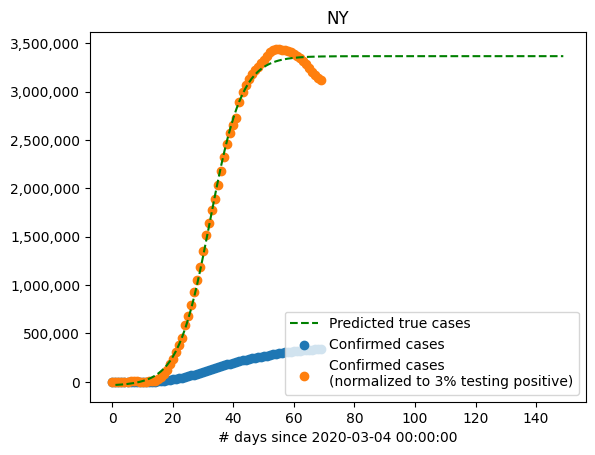 NY
3,500,000
3,000,000
2,500,000
2,000,000
1,500,000
1,000,000
500,000
0
Predicted true cases
Confirmed cases
Confirmed cases
(normalized to 3% testing positive)
0 20 40 60 80 100 120 140
# days since 2020-03-04 00:00:00